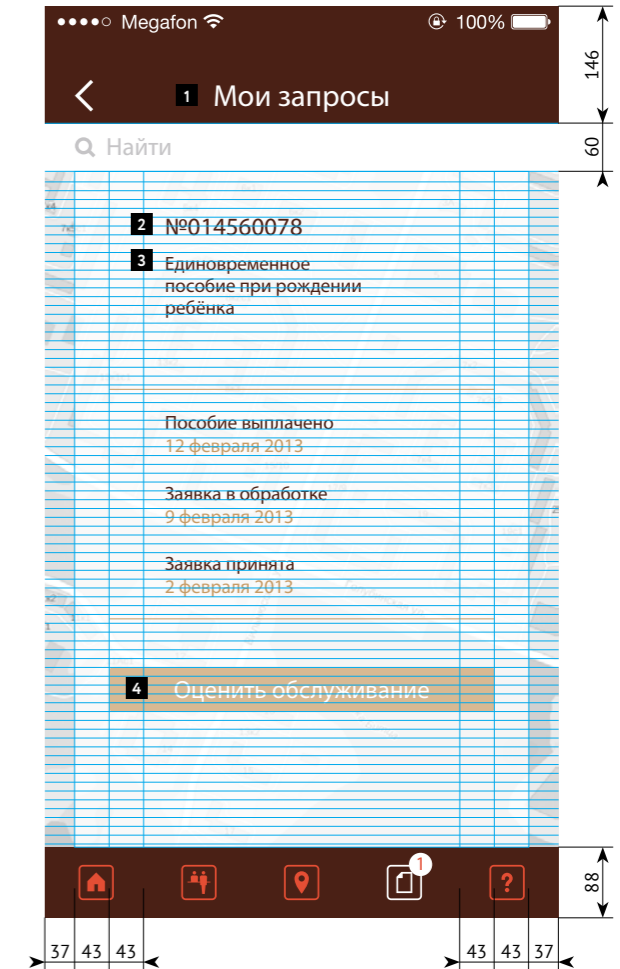 Megafon 100%
1 Мои запросы
146
Найти
60
2 №014560078
3 Единовременное
пособие при рождении
ребёнка
Пособие выплачено
12 февраля 2013
Заявка в обработке
9 февраля 2013
Заявка принята
2 февраля 2013
4 Оценить обслуживание
1
?
88
37 43 43 43 43 37